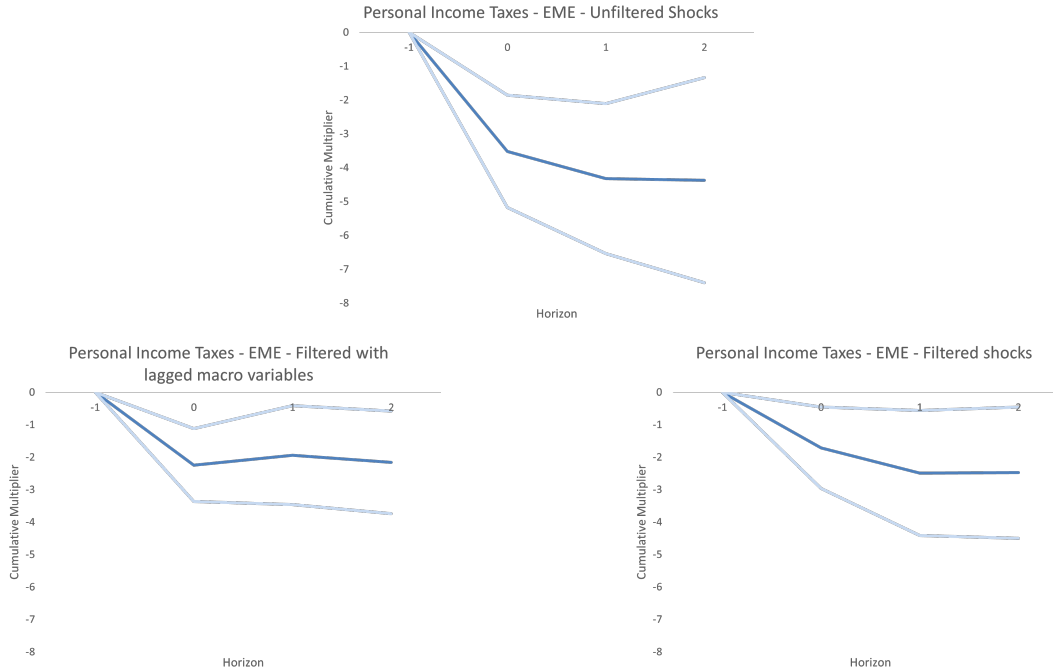 Personal Income Taxes - EME - Unfiltered Shocks
0
-1
-2
-3
-4
-5
-6
-7
-8
-1 0 1 2
Cumulative Multiplier
Horizon
Personal Income Taxes - EME - Filtered with
lagged macro variables
0
-1
-2
-3
-4
-5
-6
-7
-8
-1 0 1 2
Cumulative Multiplier
Horizon
Personal Income Taxes - EME - Filtered shocks
0
-1
-2
-3
-4
-5
-6
-7
-8
-1 0 1 2
Cumulative Multiplier
Horizon